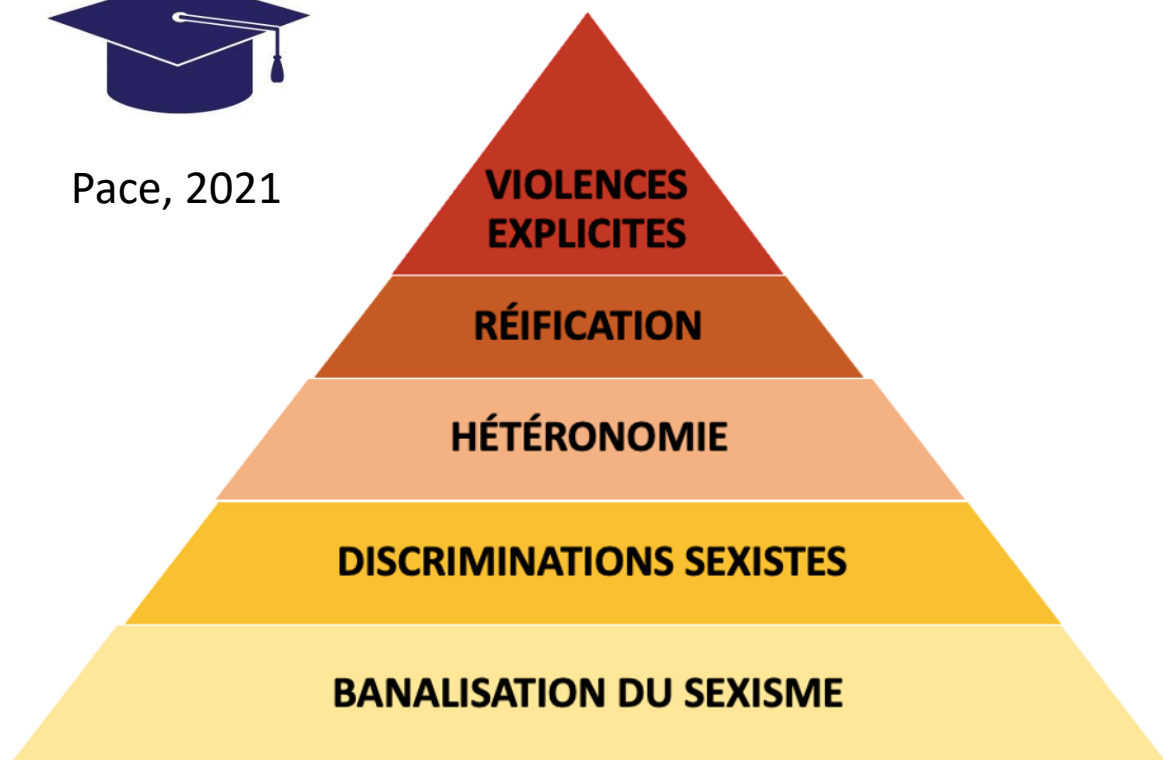 Pace, 2021
VIOLENCES
EXPLICITES
RÉIFICATION
HÉTÉRONOMIE
DISCRIMINATIONS SEXISTES
BANALISATION DU SEXISME